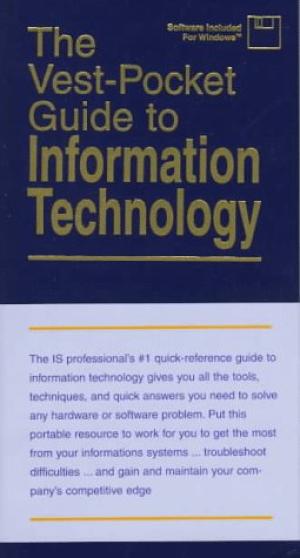 The
Vest-Pocket
Guide to
Information
Technology
Software Included
For Windows™
The IS professional's #1 quick-reference guide to
information technology gives you all the tools,
techniques, and quick answers you need to solve
any hardware or software problem. Put this
portable resource to work for you to get the most
from your informations systems ... troubleshoot
difficulties ... and gain and maintain your com-
pany's competitive edge